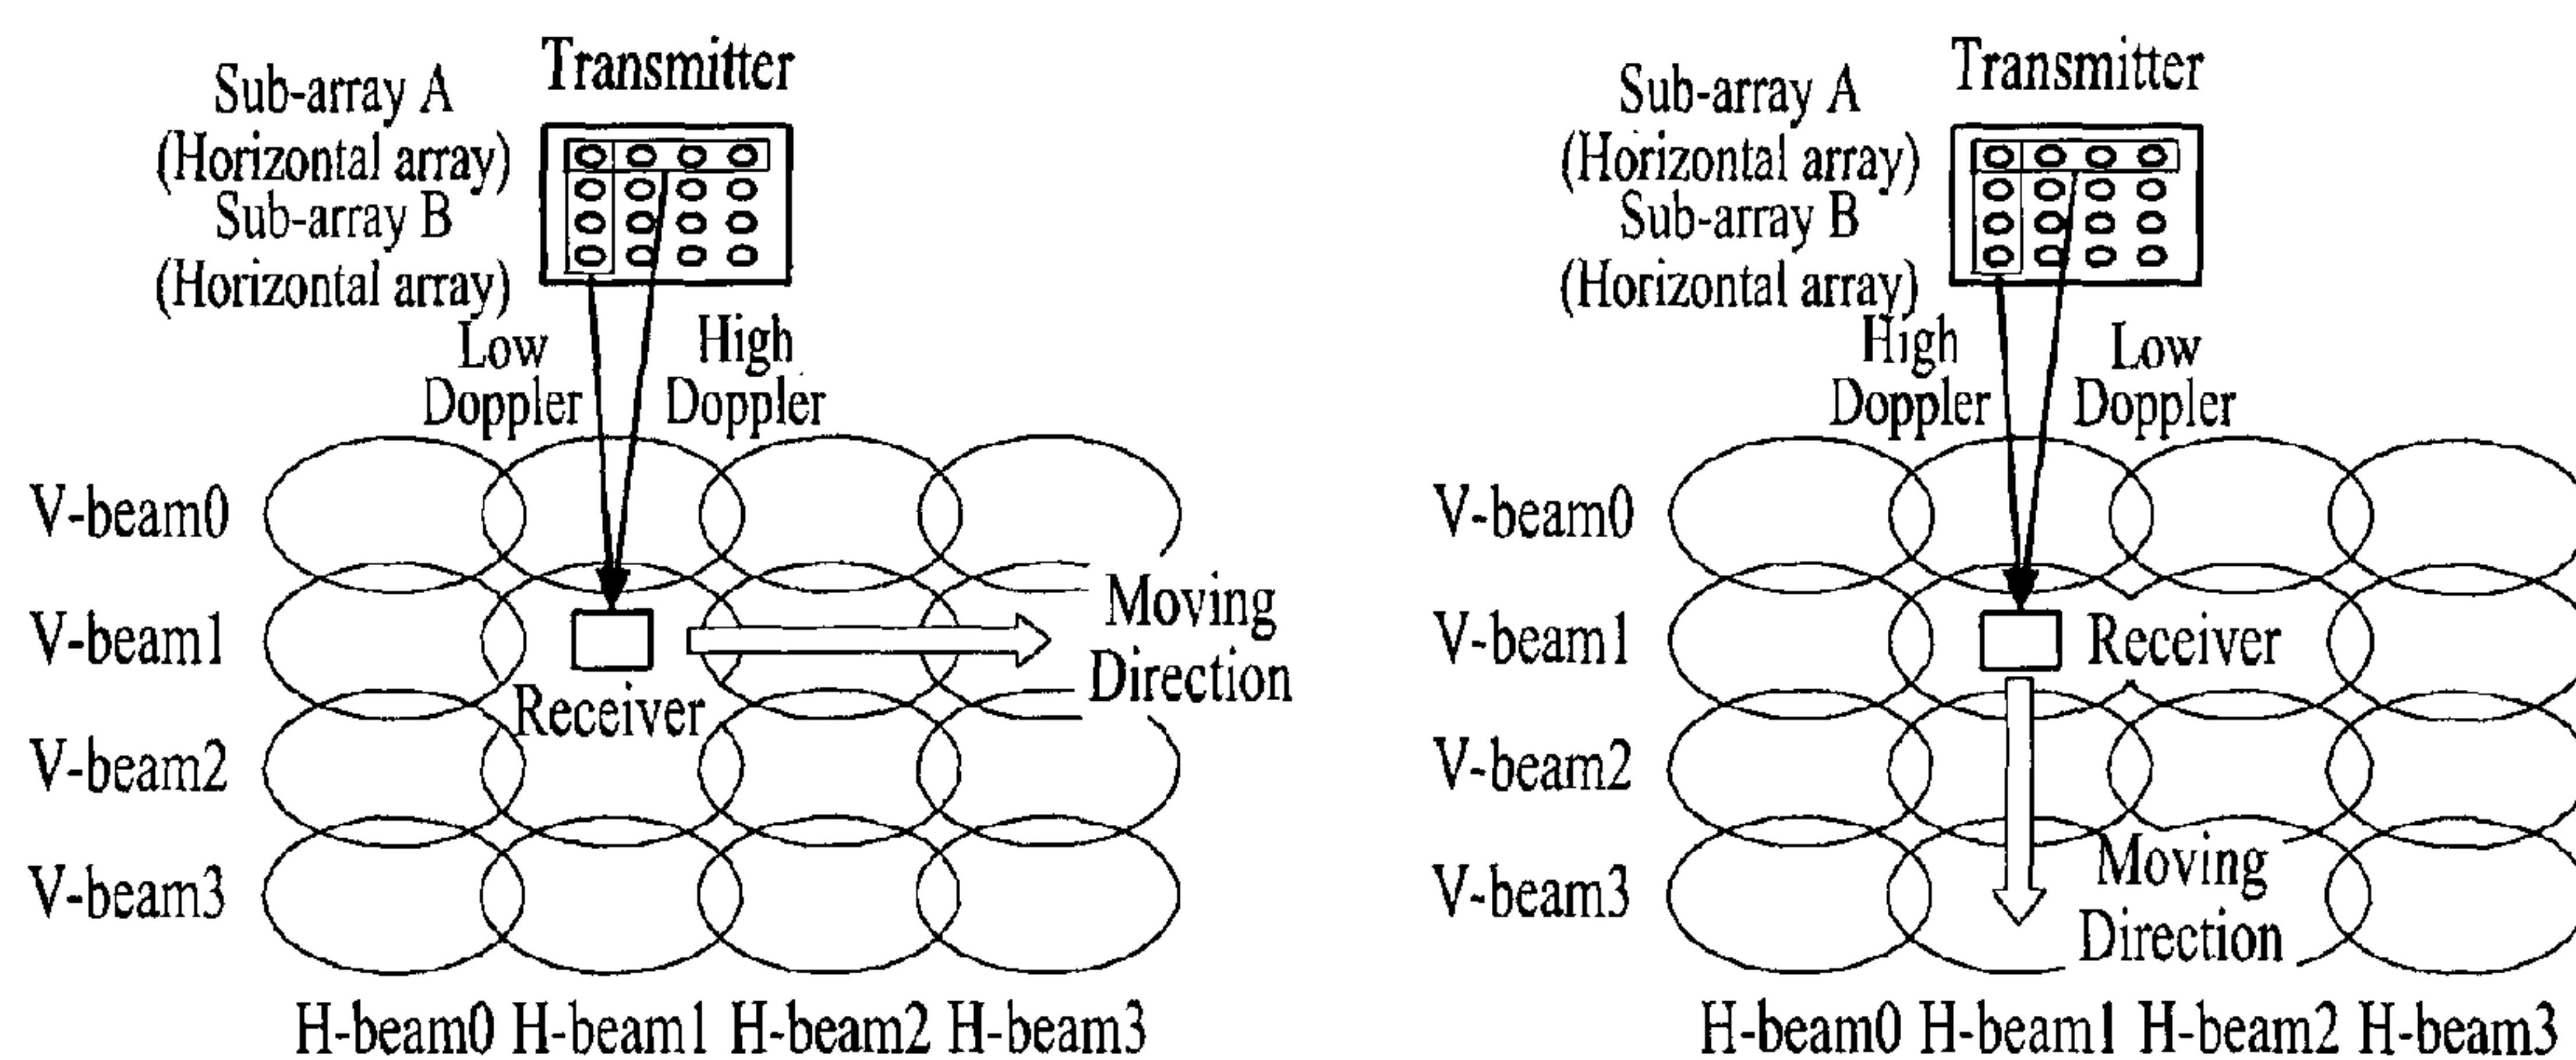 Transmitter
Sub-array A
(Horizontal array)
Sub-array B
(Horizontal array)
Low
Doppler
High
Doppler
V-beam0
V-beam1
V-beam2
V-beam3
Receiver
Moving
Direction
H-beam0 H-beam1 H-beam2 H-beam3
Transmitter
Sub-array A
(Horizontal array)
Sub-array B
(Horizontal array)
High
Doppler
Low
Doppler
V-beam0
V-beam1
V-beam2
V-beam3
Receiver
Moving
Direction
H-beam0 H-beam1 H-beam2 H-beam3